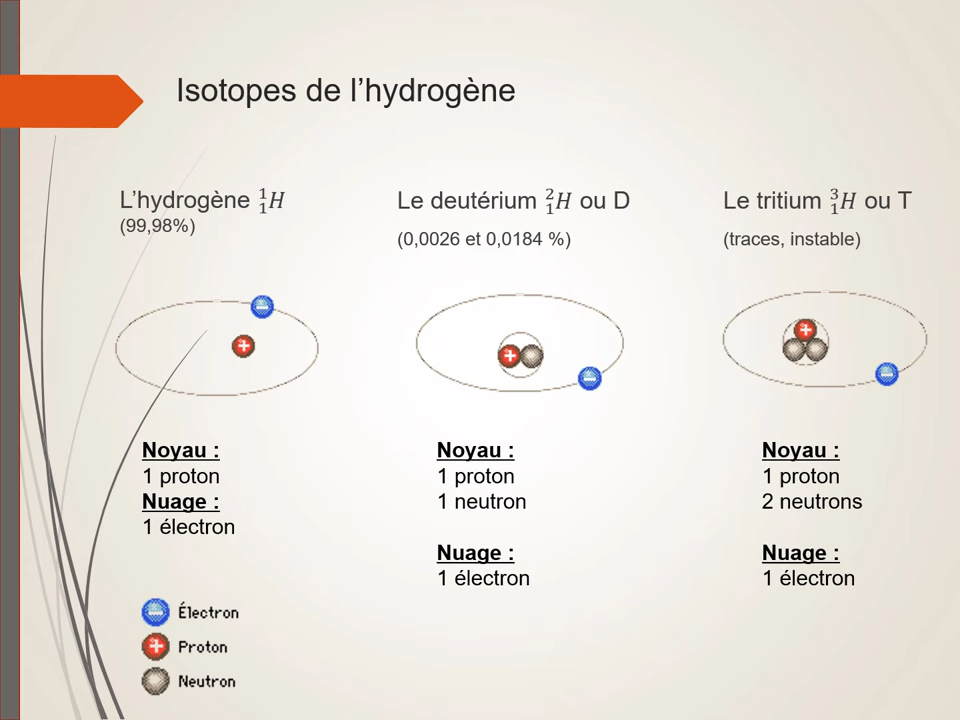 Isotopes de l’hydrogène
L’hydrogène ¹₁H
(99,98%)
Le deutérium ²₁H ou D
(0,0026 et 0,0184 %)
Le tritium ³₁H ou T
(traces, instable)
Noyau :
1 proton
Nuage :
1 électron
Noyau :
1 proton
1 neutron
Nuage :
1 électron
Noyau :
1 proton
2 neutrons
Nuage :
1 électron
Électron
Proton
Neutron